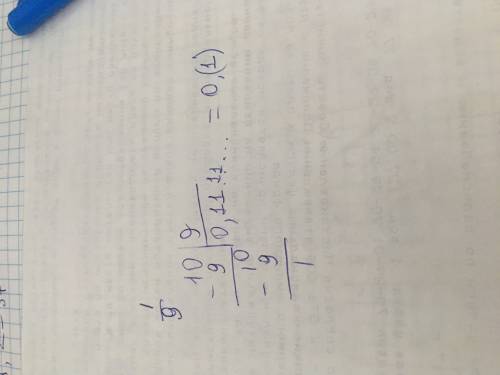 1
9
10 | 9
- 9 | 0,1111... = 0,(1)
10
- 9
1